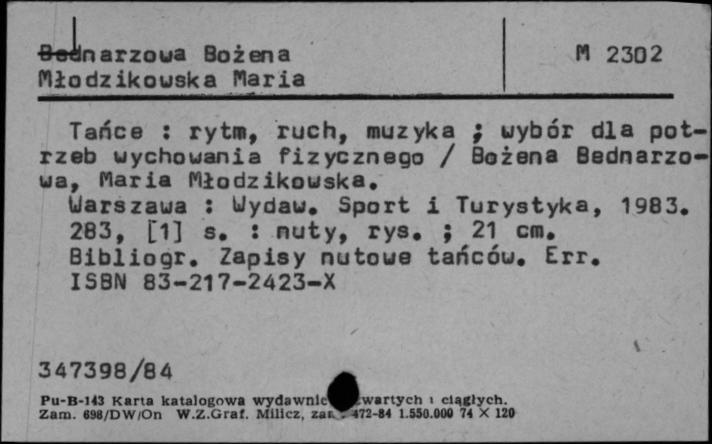 Bednarzowa Bożena M 2302
Młodzikowska Maria
Tańce : rytm, ruch, muzyka ; wybór dla pot-
rzeb wychowania fizycznego / Bożena Bednarzo-
wa, Maria Młodzikowska.
Warszawa : Wydaw. Sport i Turystyka, 1983.
283, [1] s. : nuty, rys. ; 21 cm.
Bibliogr. Zapisy nutowe tańców. Err.
ISBN 83-217-2423-X
347398/84
Pu-B-143 Karta katalogowa wydawnic wartych i ciągłych.
Zam. 698/DW/On W.Z.Graf. Milicz, zam. 472-84 1.550.000 74 X 120